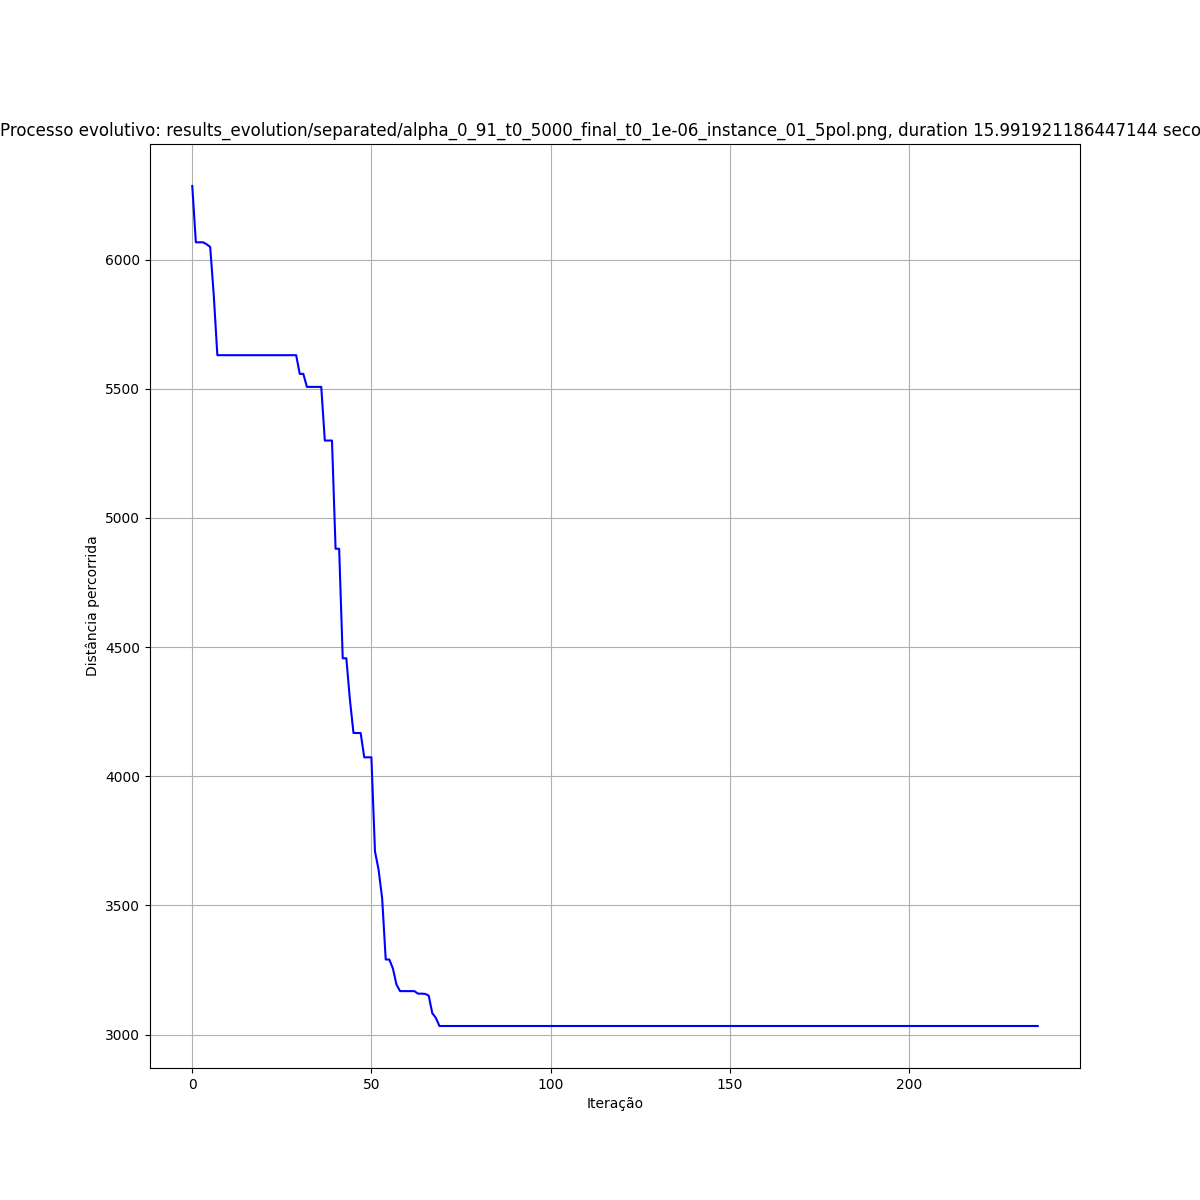 Processo evolutivo: results_evolution/separated/alpha_0_91_t0_5000_final_t0_1e-06_instance_01_5pol.png, duration 15.991921186447144 seco
6000
5500
5000
4500
4000
3500
3000
Distância percorrida
0 50 100 150 200
Iteração